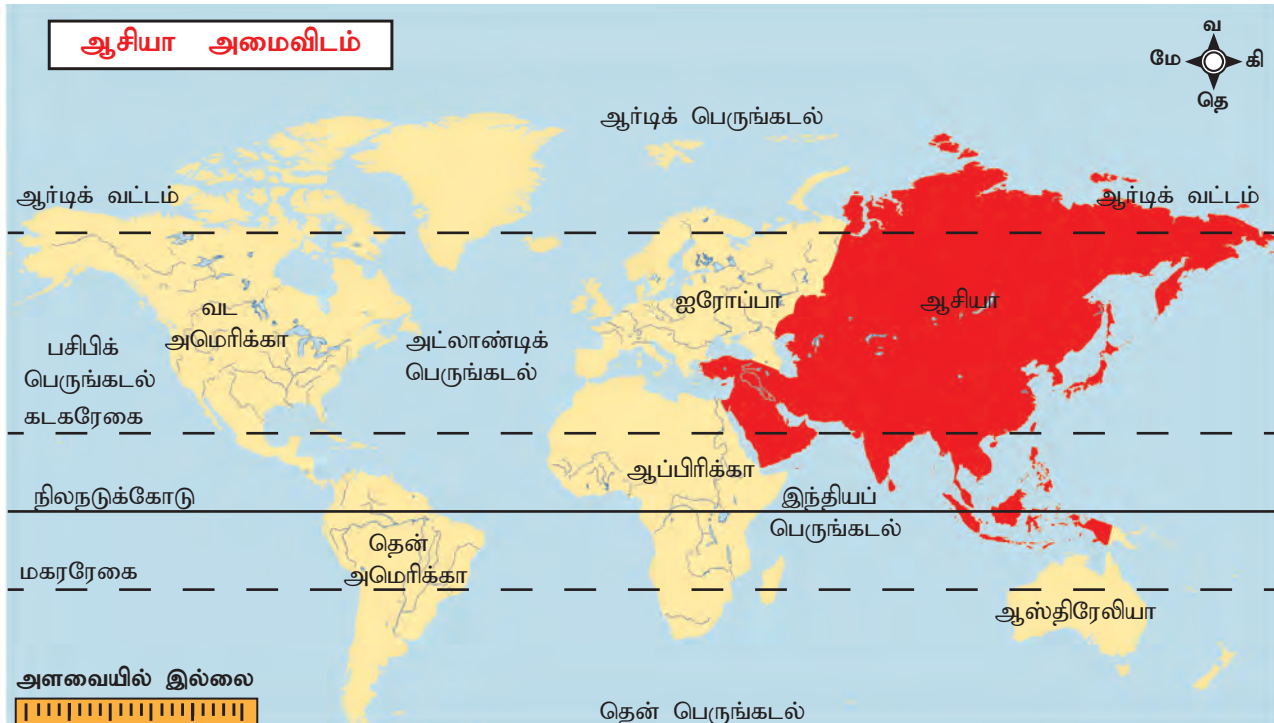 ஆசியா அமைவிடம்
வ
மே கி
தெ
ஆர்டிக் பெருங்கடல்
ஆர்டிக் வட்டம்
ஆர்டிக் வட்டம்
வட
அமெரிக்கா
ஐரோப்பா
ஆசியா
பசிபிக்
பெருங்கடல்
அட்லாண்டிக்
பெருங்கடல்
கடகரேகை
ஆப்பிரிக்கா
நிலநடுக்கோடு
இந்தியப்
பெருங்கடல்
தென்
அமெரிக்கா
மகரரேகை
ஆஸ்திரேலியா
அளவையில் இல்லை
தென் பெருங்கடல்